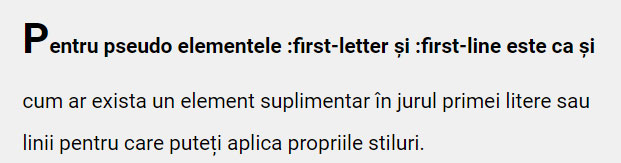 Pentru pseudo elementele :first-letter și :first-line este ca și
cum ar exista un element suplimentar în jurul primei litere sau
linii pentru care puteți aplica propriile stiluri.